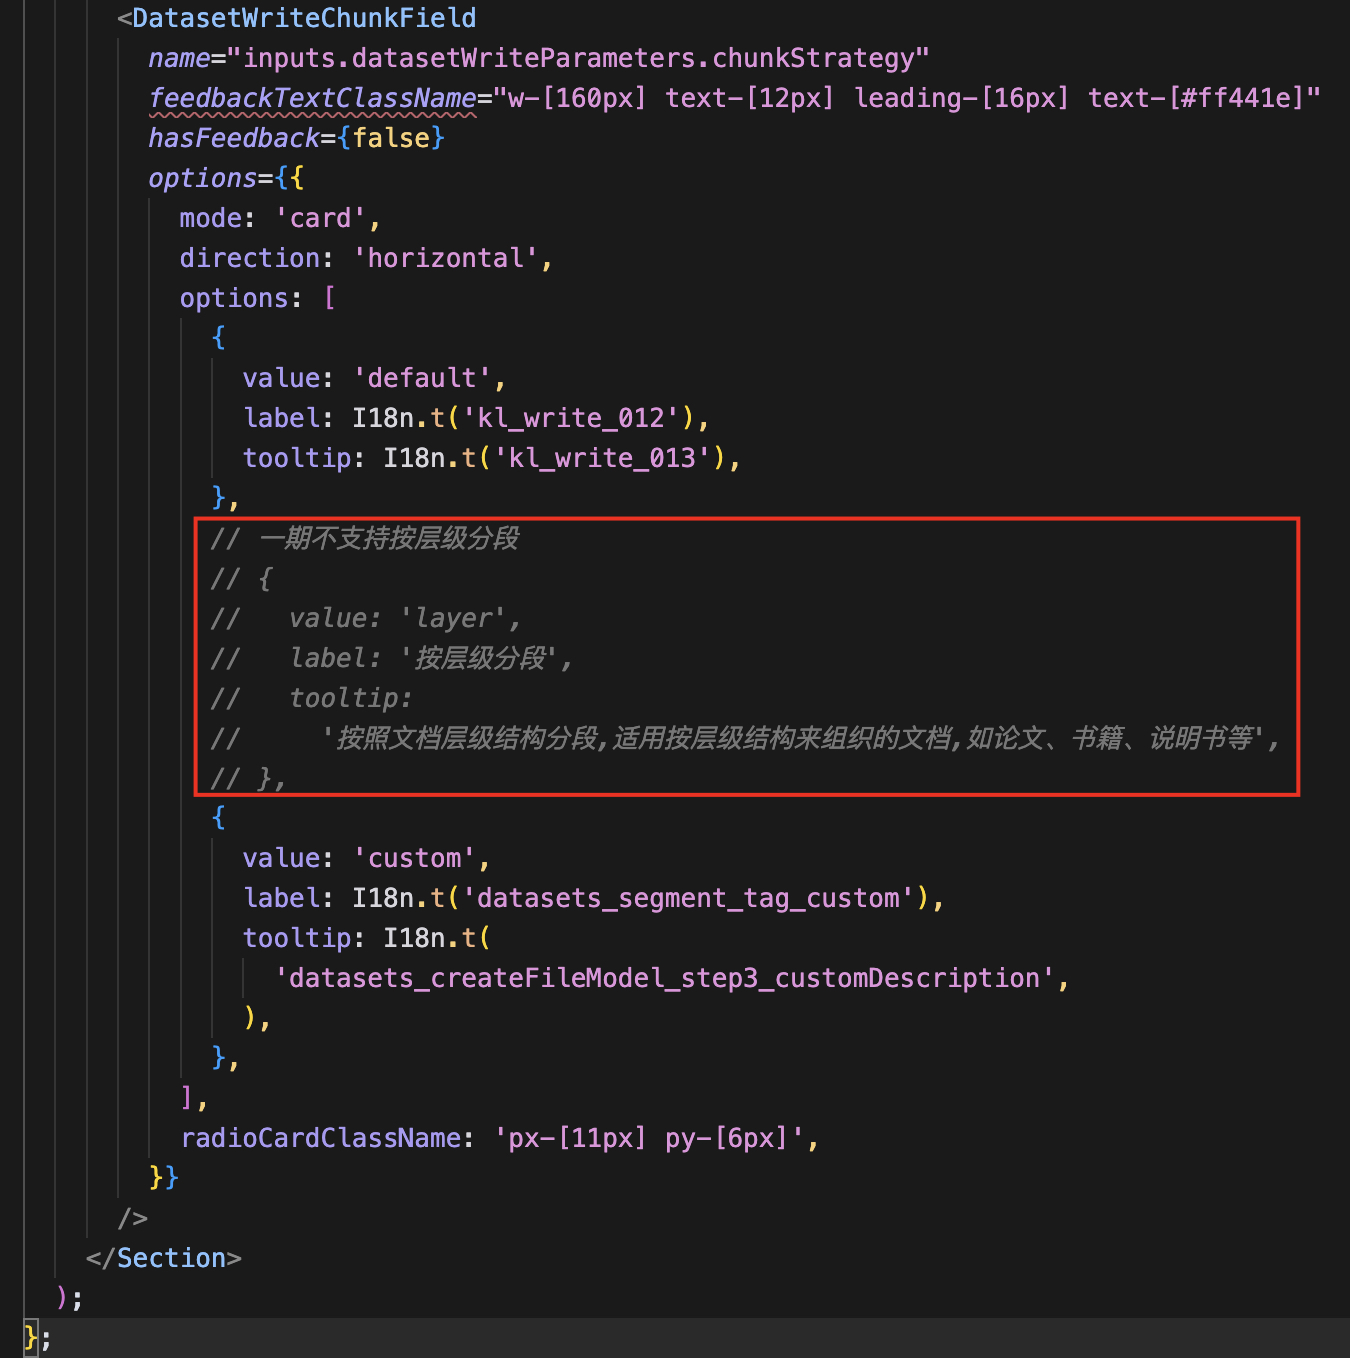 <DatasetWriteChunkField
name="inputs.datasetWriteParameters.chunkStrategy"
feedbackTextClassName="w-[160px] text-[12px] leading-[16px] text-[#ff441e]"
hasFeedback={false}
options={{
mode: 'card',
direction: 'horizontal',
options: [
{
value: 'default',
label: I18n.t('kl_write_012'),
tooltip: I18n.t('kl_write_013'),
},
// 一期不支持按层级分段
// {
//   value: 'layer',
//   label: '按层级分段',
//   tooltip:
//     '按照文档层级结构分段,适用按层级结构来组织的文档,如论文、书籍、说明书等',
// },
{
value: 'custom',
label: I18n.t('datasets_segment_tag_custom'),
tooltip: I18n.t(
'datasets_createFileModel_step3_customDescription',
),
},
],
radioCardClassName: 'px-[11px] py-[6px]',
}}
/>
</Section>
);
};